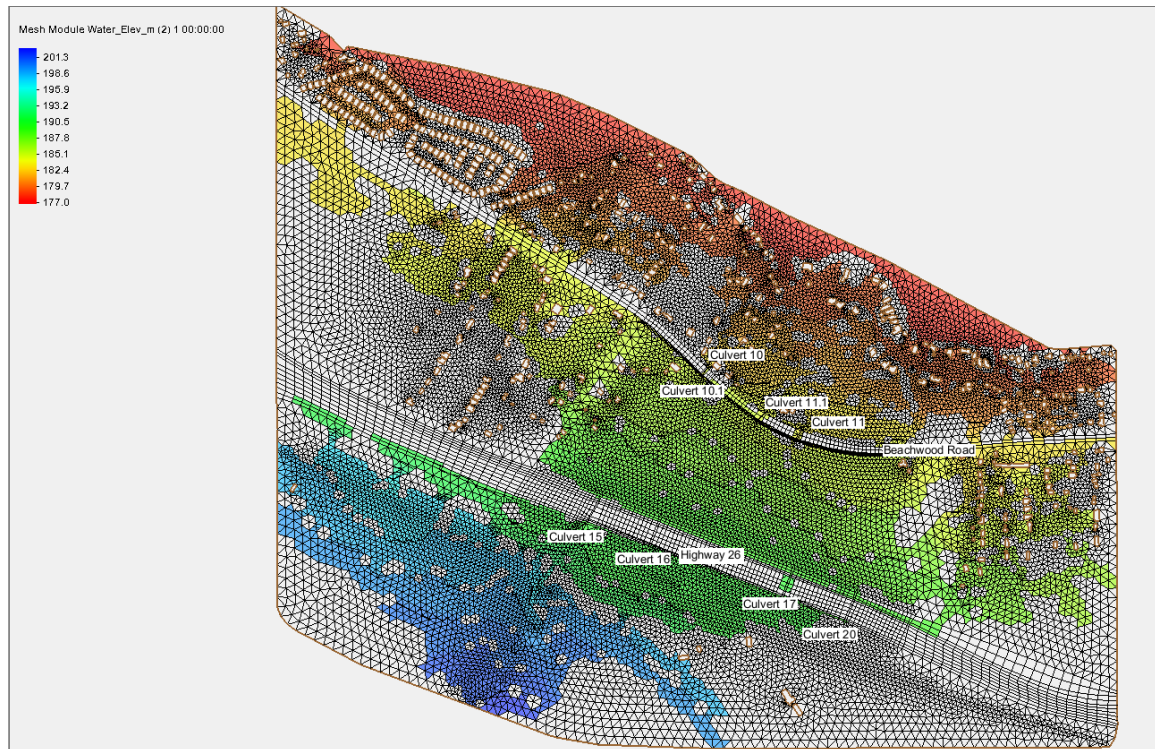 Mesh Module Water_Elev_m (2) 1 00:00:00
201.3
198.6
195.9
193.2
190.5
187.8
185.1
182.4
179.7
177.0
Culvert 10
Culvert 10.1
Culvert 11.1
Culvert 11
Beachwood Road
Culvert 15
Highway 26
Culvert 16
Culvert 17
Culvert 20